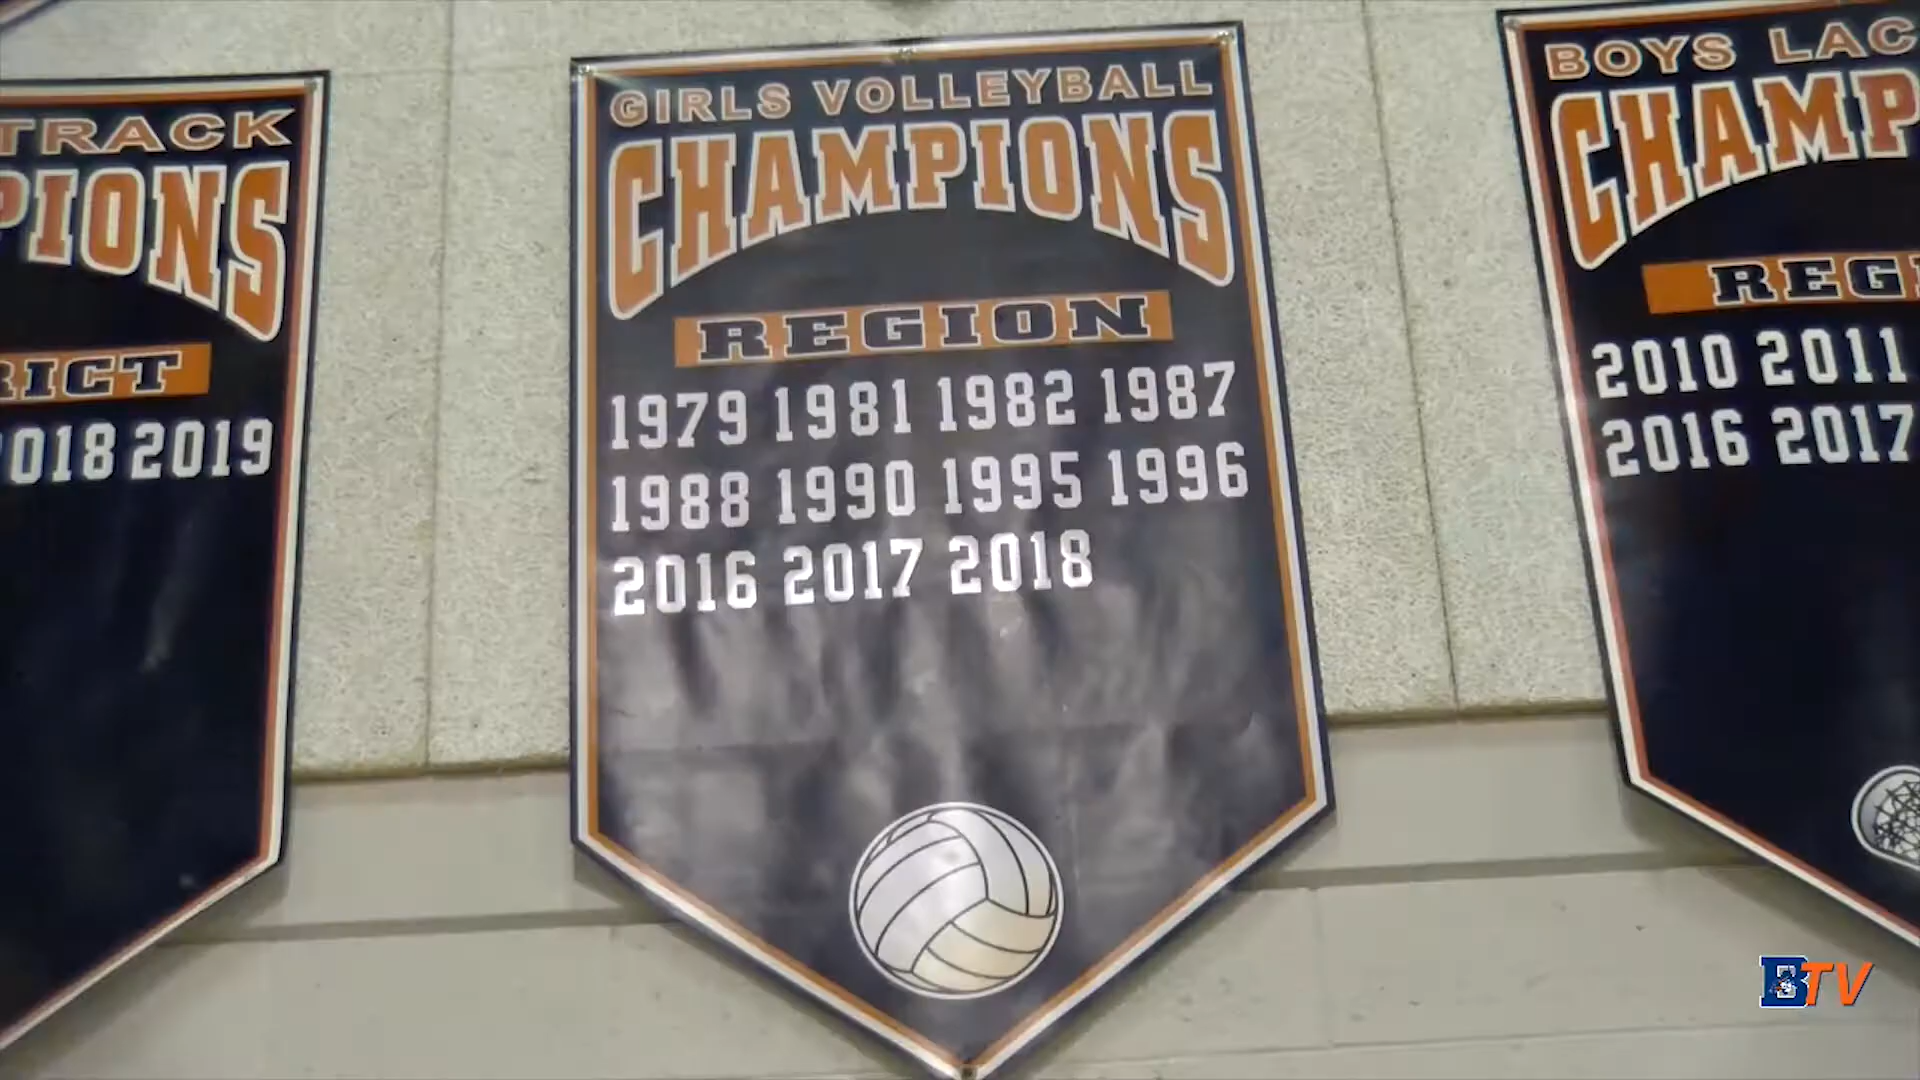 TRACK
PIONS
RICT
2018 2019
GIRLS VOLLEYBALL
CHAMPIONS
REGION
1979 1981 1982 1987
1988 1990 1995 1996
2016 2017 2018
BOYS LAC
CHAMP
REGI
2010 2011
2016 2017
BTV